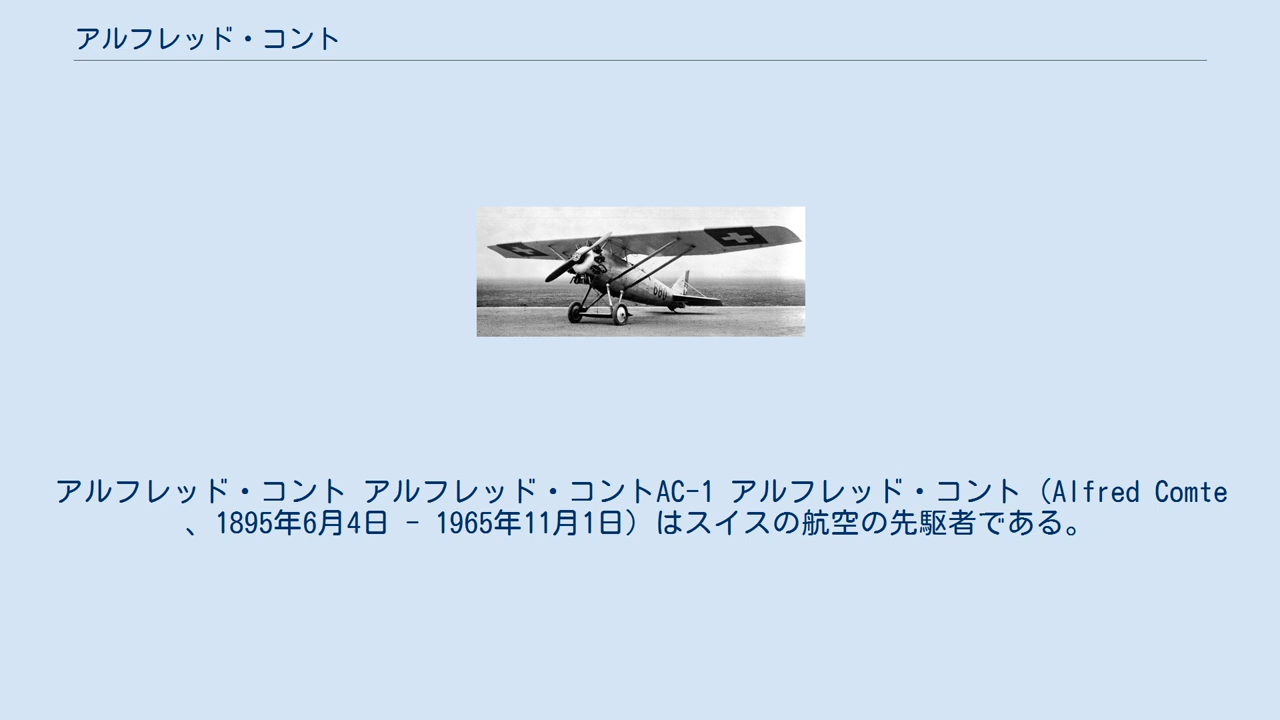 アルフレッド・コント
アルフレッド・コント アルフレッド・コントAC-1 アルフレッド・コント（Alfred Comte
、1895年6月4日 - 1965年11月1日）はスイスの航空の先駆者である。